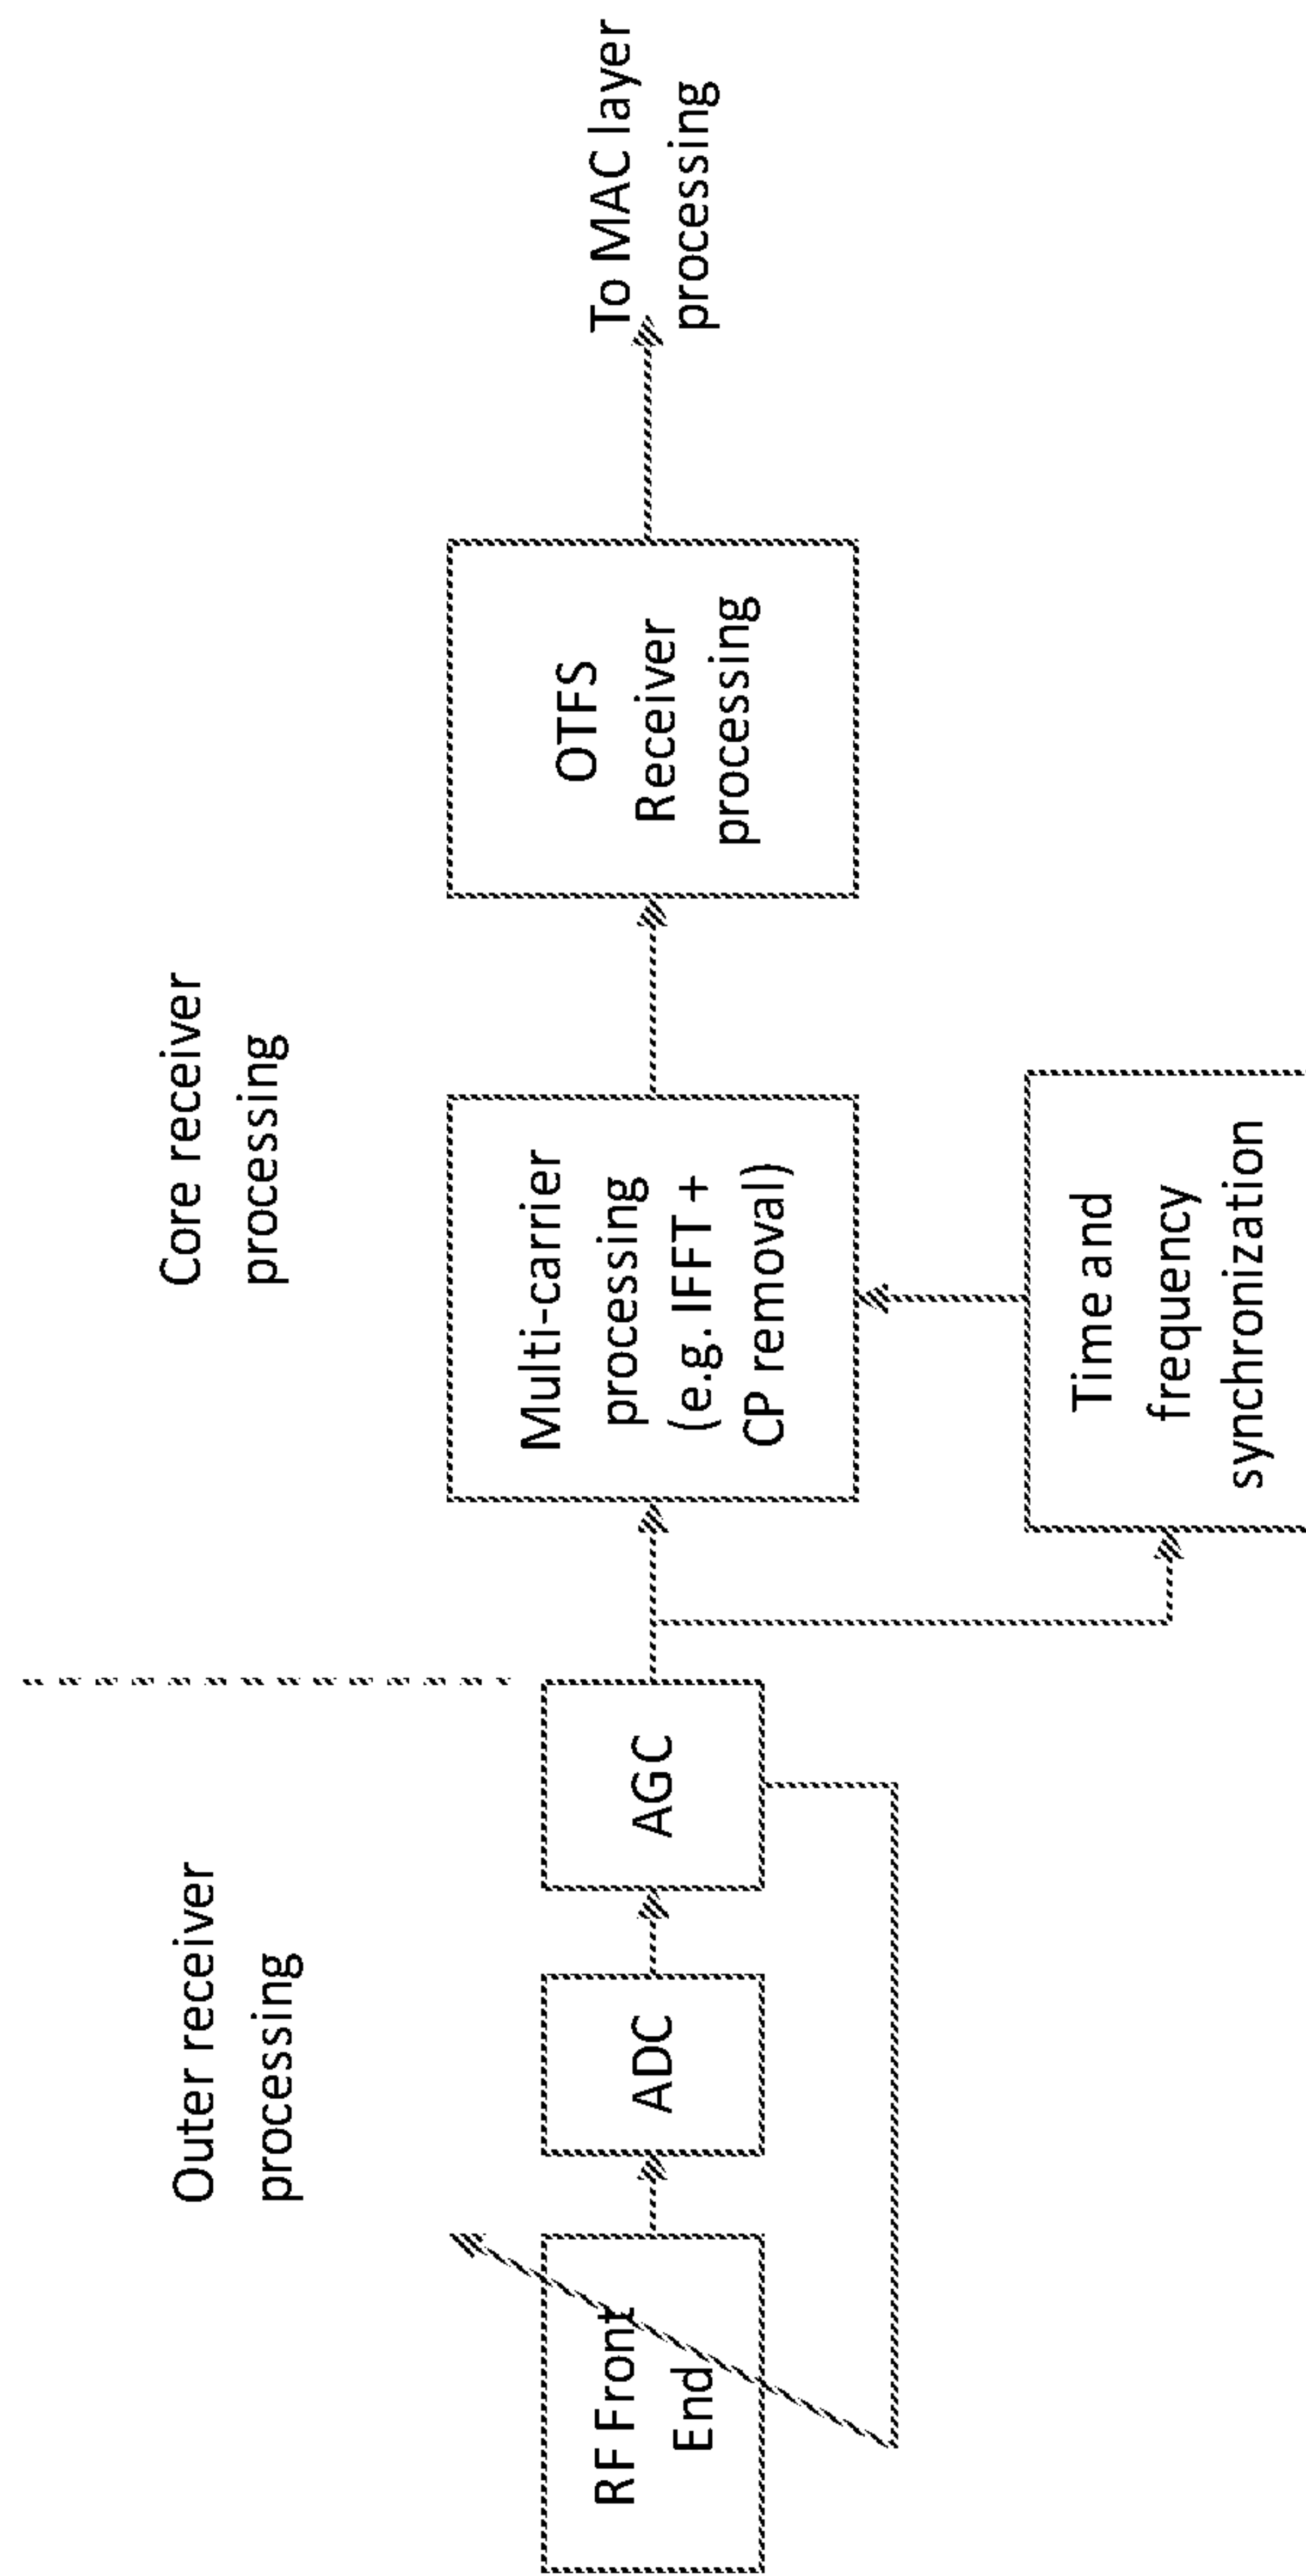 Outer receiver
processing
Core receiver
processing
RF Front
End
ADC
AGC
Multi-carrier
processing
(e.g. IFFT +
CP removal)
OTFS
Receiver
processing
To MAC layer
processing
Time and
frequency
synchronization